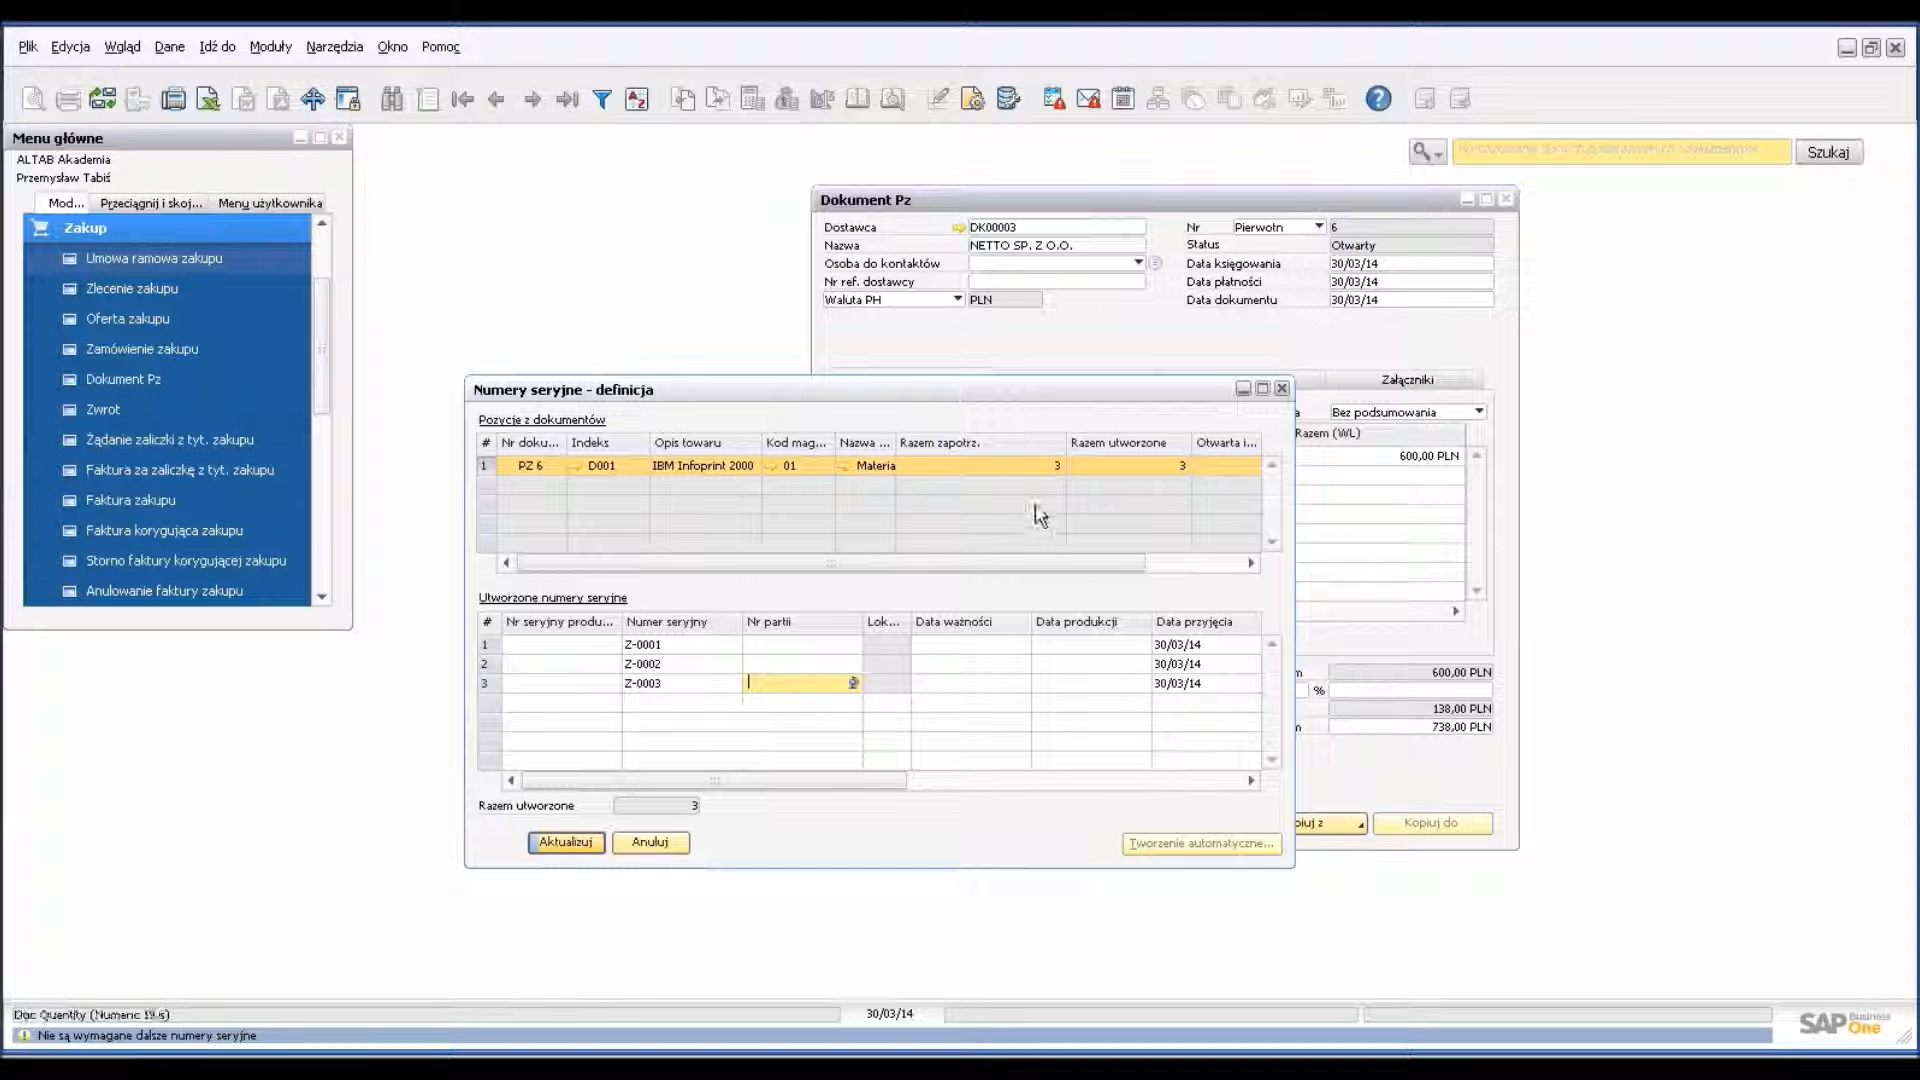 Plik Edycja Wgląd Dane Idź do Moduły Narzędzia Okno Pomoc
Menu główne
ALTAB Akademia
Przemysław Tabiś
Mod... Przeciągnij i skoj... Menu użytkownika
Zakup
Umowa ramowa zakupu
Zlecenie zakupu
Oferta zakupu
Zamówienie zakupu
Dokument Pz
Zwrot
Żądanie zaliczki z tyt. zakupu
Faktura za zaliczkę z tyt. zakupu
Faktura zakupu
Faktura korygująca zakupu
Storno faktury korygującej zakupu
Anulowanie faktury zakupu
Szukaj
Dokument Pz
Dostawca DK00003 Nr Pierwotn 6
Nazwa NETTO SP. Z O.O. Status Otwarty
Osoba do kontaktów Data księgowania 30/03/14
Nr ref. dostawcy Data płatności 30/03/14
Waluta PH PLN Data dokumentu 30/03/14
Załączniki
a Bez podsumowania
Razem (WL)
600,00 PLN
m 600,00 PLN
%
138,00 PLN
m 738,00 PLN
piuj z Kopiuj do
Numery seryjne - definicja
Pozycje z dokumentów
# Nr doku... Indeks Opis towaru Kod mag... Nazwa ... Razem zapotrz. Razem utworzone Otwarta i...
1 PZ 6 D001 IBM Infoprint 2000 01 Materia 3 3
Utworzone numery seryjne
# Nr seryjny produ... Numer seryjny Nr partii Lok... Data ważności Data produkcji Data przyjęcia
1 Z-0001 30/03/14
2 Z-0002 30/03/14
3 Z-0003 30/03/14
Razem utworzone 3
Aktualizuj Anuluj Tworzenie automatyczne...
Doc Quentity (Numeric 30/03/14
Nie są wymagane dalsze numery seryjne
SAP Business One